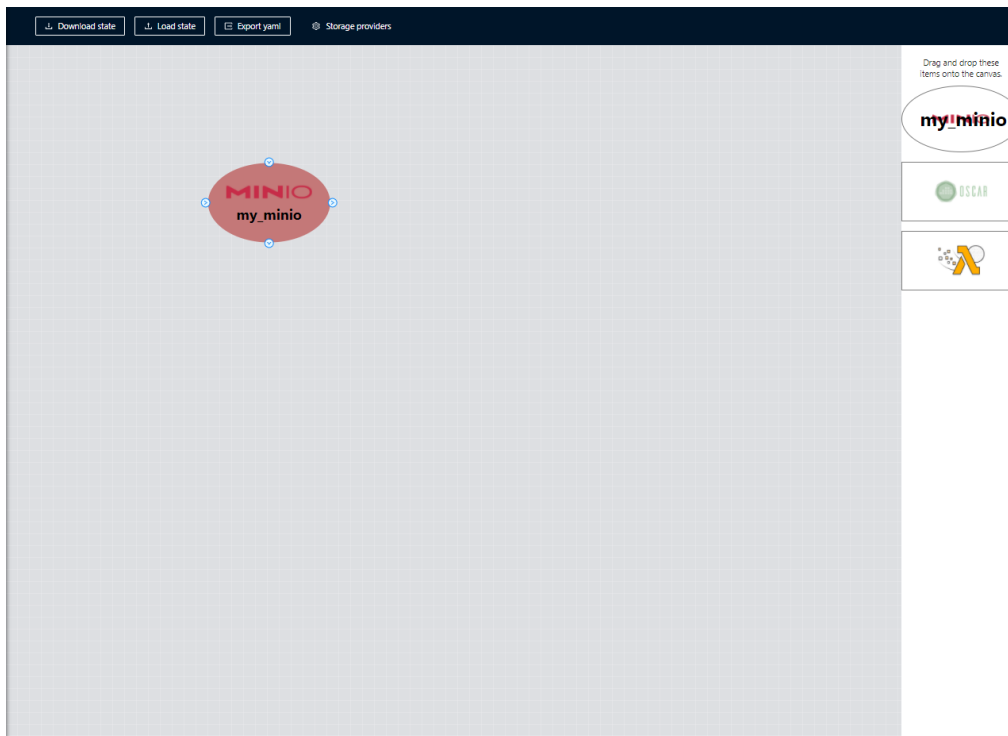 Download state
Load state
Export yaml
Storage providers
Drag and drop these
items onto the canvas.
MINIO
my_minio
OSCAR
MINIO
my_minio